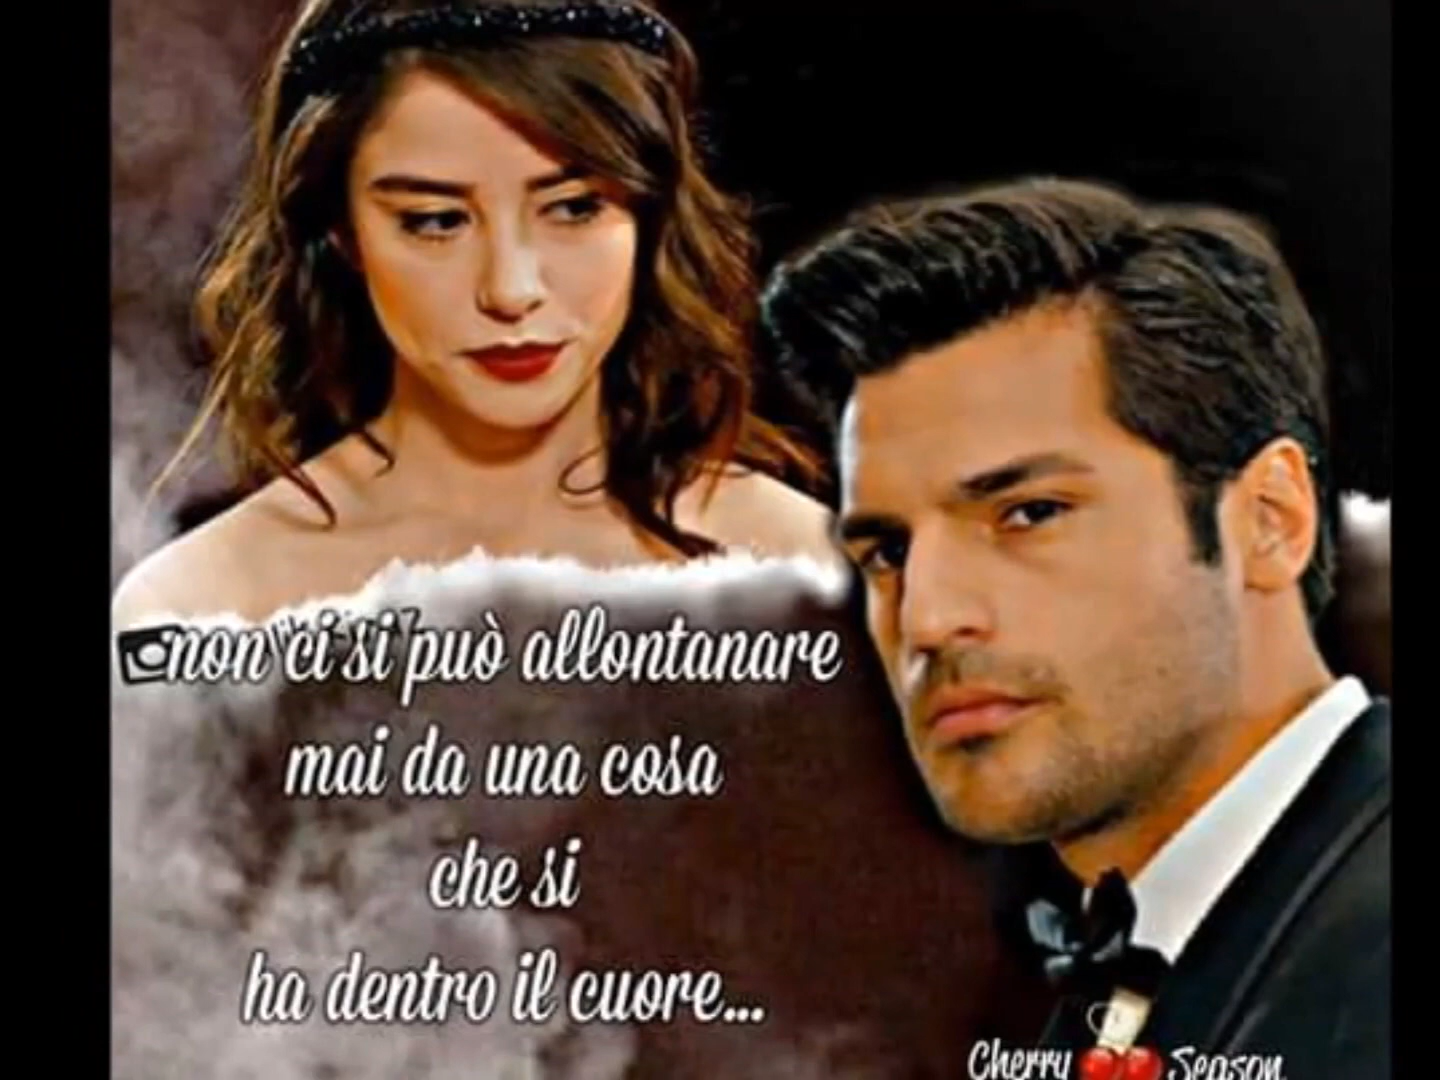 non ci si può allontanare
mai da una cosa
che si
ha dentro il cuore...
Cherry Season